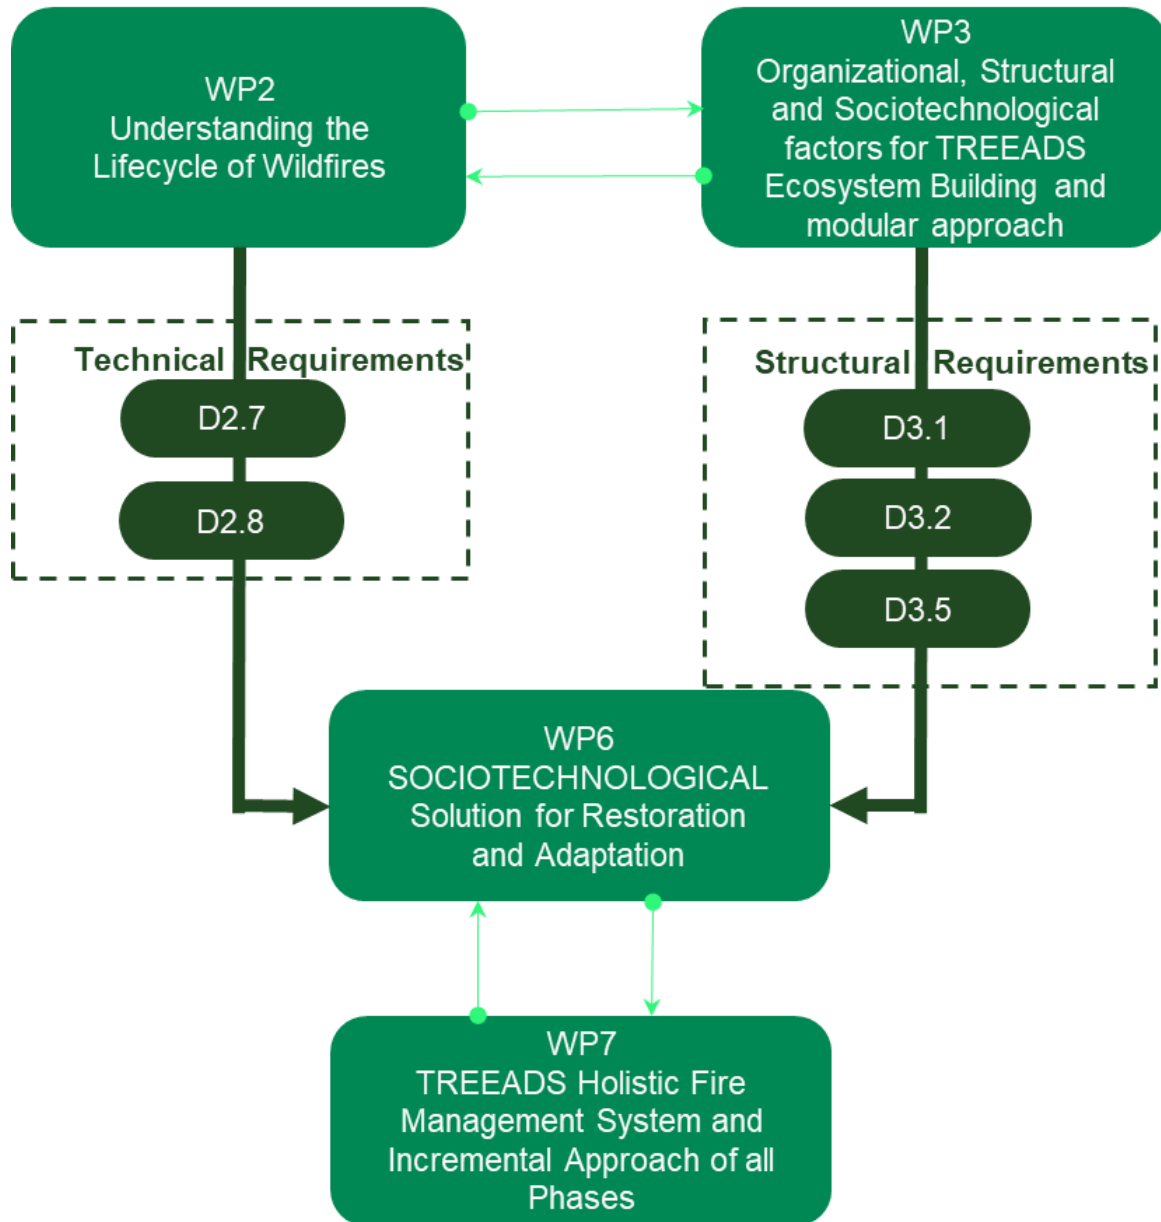 WP2
Understanding the
Lifecycle of Wildfires
WP3
Organizational, Structural
and Sociotechnological
factors for TREEADS
Ecosystem Building and
modular approach
Technical Requirements
D2.7
D2.8
Structural Requirements
D3.1
D3.2
D3.5
WP6
SOCIOTECHNOLOGICAL
Solution for Restoration
and Adaptation
WP7
TREEADS Holistic Fire
Management System and
Incremental Approach of all
Phases